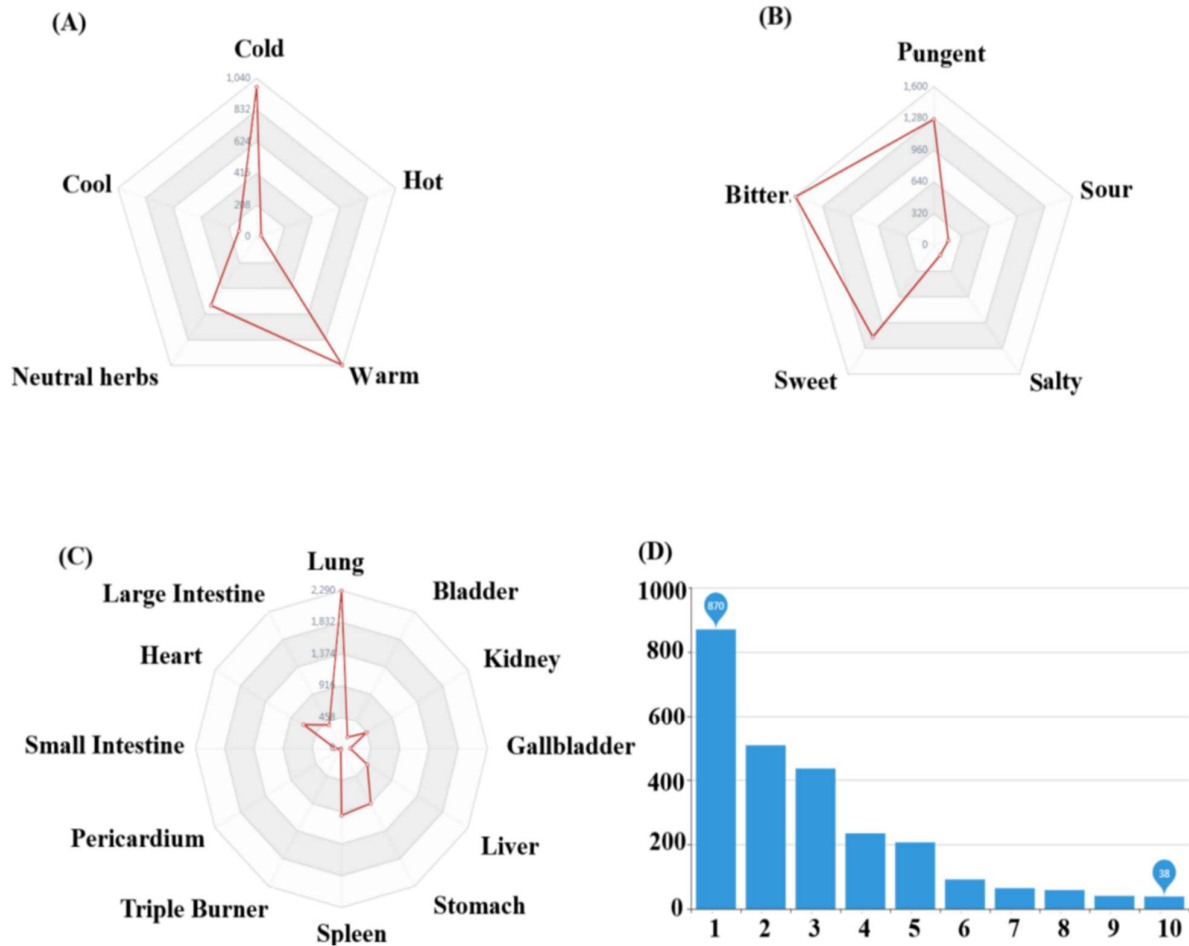 (A)
Cold
1,040
832
624
416
208
0
Cool
Hot
Neutral herbs
Warm
(B)
Pungent
1,600
1,280
960
640
320
0
Bitter
Sour
Sweet
Salty
(C)
Lung
2,290
1,832
1,374
916
458
0
Large Intestine
Bladder
Heart
Kidney
Small Intestine
Gallbladder
Pericardium
Liver
Triple Burner
Stomach
Spleen
(D)
1000
800
600
400
200
0
870
38
1 2 3 4 5 6 7 8 9 10